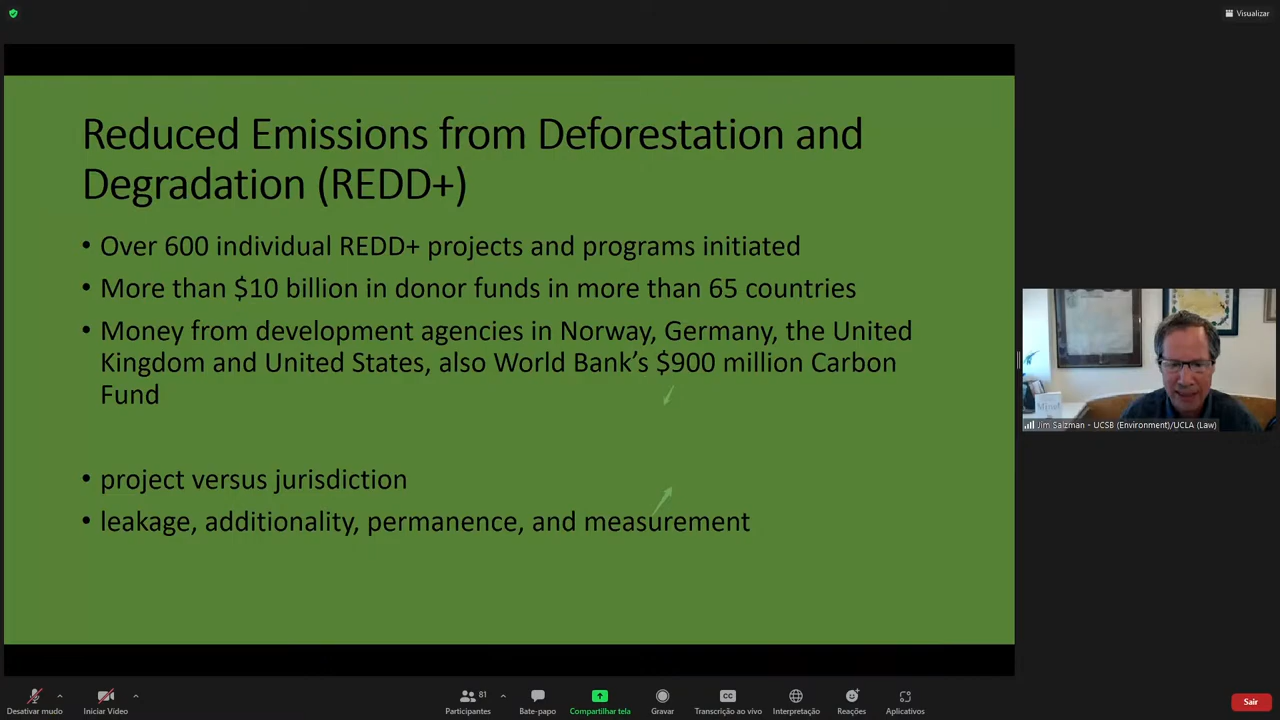 Visualizar
Reduced Emissions from Deforestation and
Degradation (REDD+)
• Over 600 individual REDD+ projects and programs initiated
• More than $10 billion in donor funds in more than 65 countries
• Money from development agencies in Norway, Germany, the United
Kingdom and United States, also World Bank’s $900 million Carbon
Fund
• project versus jurisdiction
• leakage, additionality, permanence, and measurement
Jim Salzman - UCSB (Environment)/UCLA (Law)
Desativar mudo
Iniciar Vídeo
81
Participantes
Bate-papo
Compartilhar tela
Gravar
CC
Transcrição ao vivo
Interpretação
Reações
Aplicativos
Sair